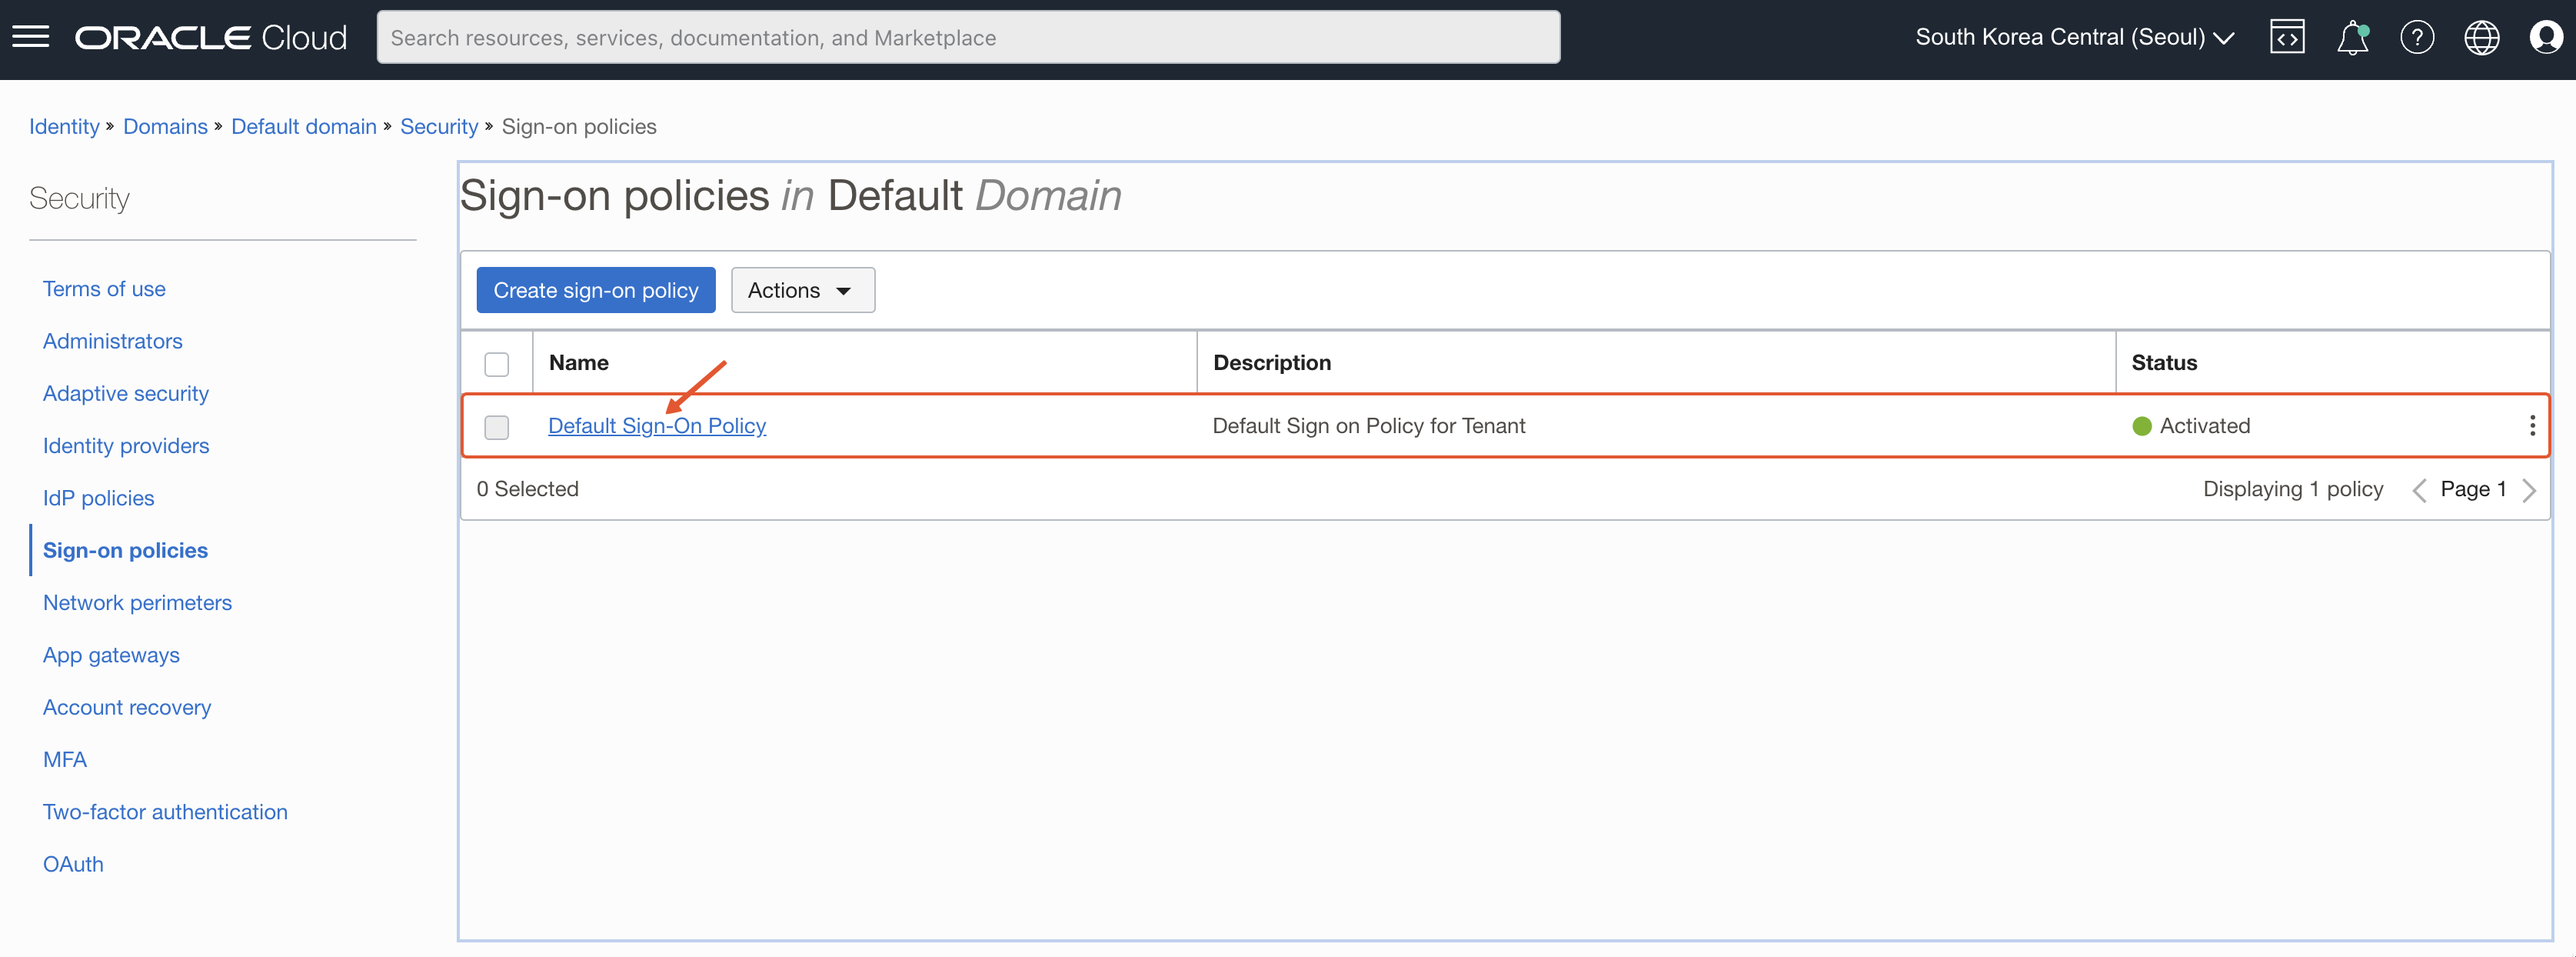 ORACLE Cloud
Search resources, services, documentation, and Marketplace
South Korea Central (Seoul)
Identity » Domains » Default domain » Security » Sign-on policies
Security
Terms of use
Administrators
Adaptive security
Identity providers
IdP policies
Sign-on policies
Network perimeters
App gateways
Account recovery
MFA
Two-factor authentication
OAuth
Sign-on policies in Default Domain
Create sign-on policy Actions
Name Description Status
Default Sign-On Policy Default Sign on Policy for Tenant Activated
0 Selected Displaying 1 policy Page 1